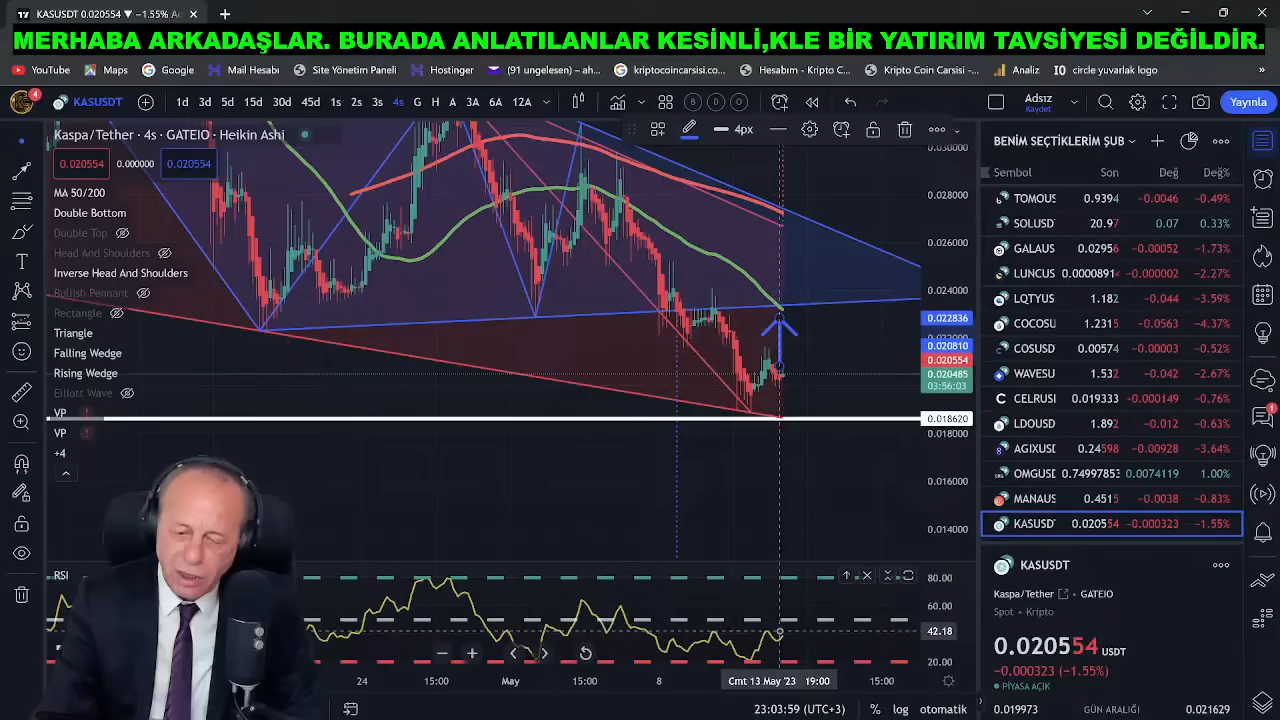 KASUSDT 0.020554 ▼ −1.55%
MERHABA ARKADAŞLAR. BURADA ANLATILANLAR KESİNLİ,KLE BİR YATIRIM TAVSİYESİ DEĞİLDİR.
YouTube Maps Google Mail Hesabı Site Yönetim Paneli Hostinger (91 ungelesen) – ah... kriptocoincarsisi.co... Hesabım - Kripto C... Kripto Coin Carsisi -... Analiz circle yuvarlak logo »
4 KASUSDT 1d 3d 5d 15d 30d 45d 1s 2s 3s 4s G H A 3A 6A 12A B D O Adsız Kaydet Yayınla
Kaspa/Tether · 4s · GATEIO · Heikin Ashi
4px
0.020554 0.000000 0.020554
MA 50/200
Double Bottom
Double Top
Head And Shoulders
Inverse Head And Shoulders
Bullish Pennant
Rectangle
Triangle
Falling Wedge
Rising Wedge
Elliott Wave
VP !
VP !
+4
0.030000
0.028000
0.026000
0.024000
0.022836
0.022000
0.020810
0.020554
0.020485
03:56:03
0.018620
0.018000
0.016000
0.014000
RSI
80.00
60.00
42.18
20.00
24 15:00 May 15:00 8 Cmt 13 May '23 19:00 15:00
23:03:59 (UTC+3) % log otomatik
BENİM SEÇTİKLERİM ŞUB
Sembol Son Değ Değ%
TOMOUS 0.9394 −0.0046 −0.49%
SOLUSD 20.97 0.07 0.33%
GALAUS 0.02956 −0.00052 −1.73%
LUNCUS 0.0000891 −0.000002 −2.27%
LQTYUS 1.182 −0.044 −3.59%
COCOSU 1.2315 −0.0563 −4.37%
COSUSD 0.00574 −0.00003 −0.52%
WAVESU 1.532 −0.042 −2.67%
CELRUSI 0.019333 −0.000149 −0.76%
LDOUSD 1.892 −0.012 −0.63%
AGIXUSI 0.24598 −0.00928 −3.64%
OMGUSD 0.74997853 0.0074119 1.00%
MANAUS 0.4515 −0.0038 −0.83%
KASUSD 0.020554 −0.000323 −1.55%
KASUSDT
Kaspa/Tether · GATEIO
Spot · Kripto
0.020554 USDT
−0.000323 (−1.55%)
PİYASA AÇIK
0.019973 GÜN ARALIĞI 0.021629
1